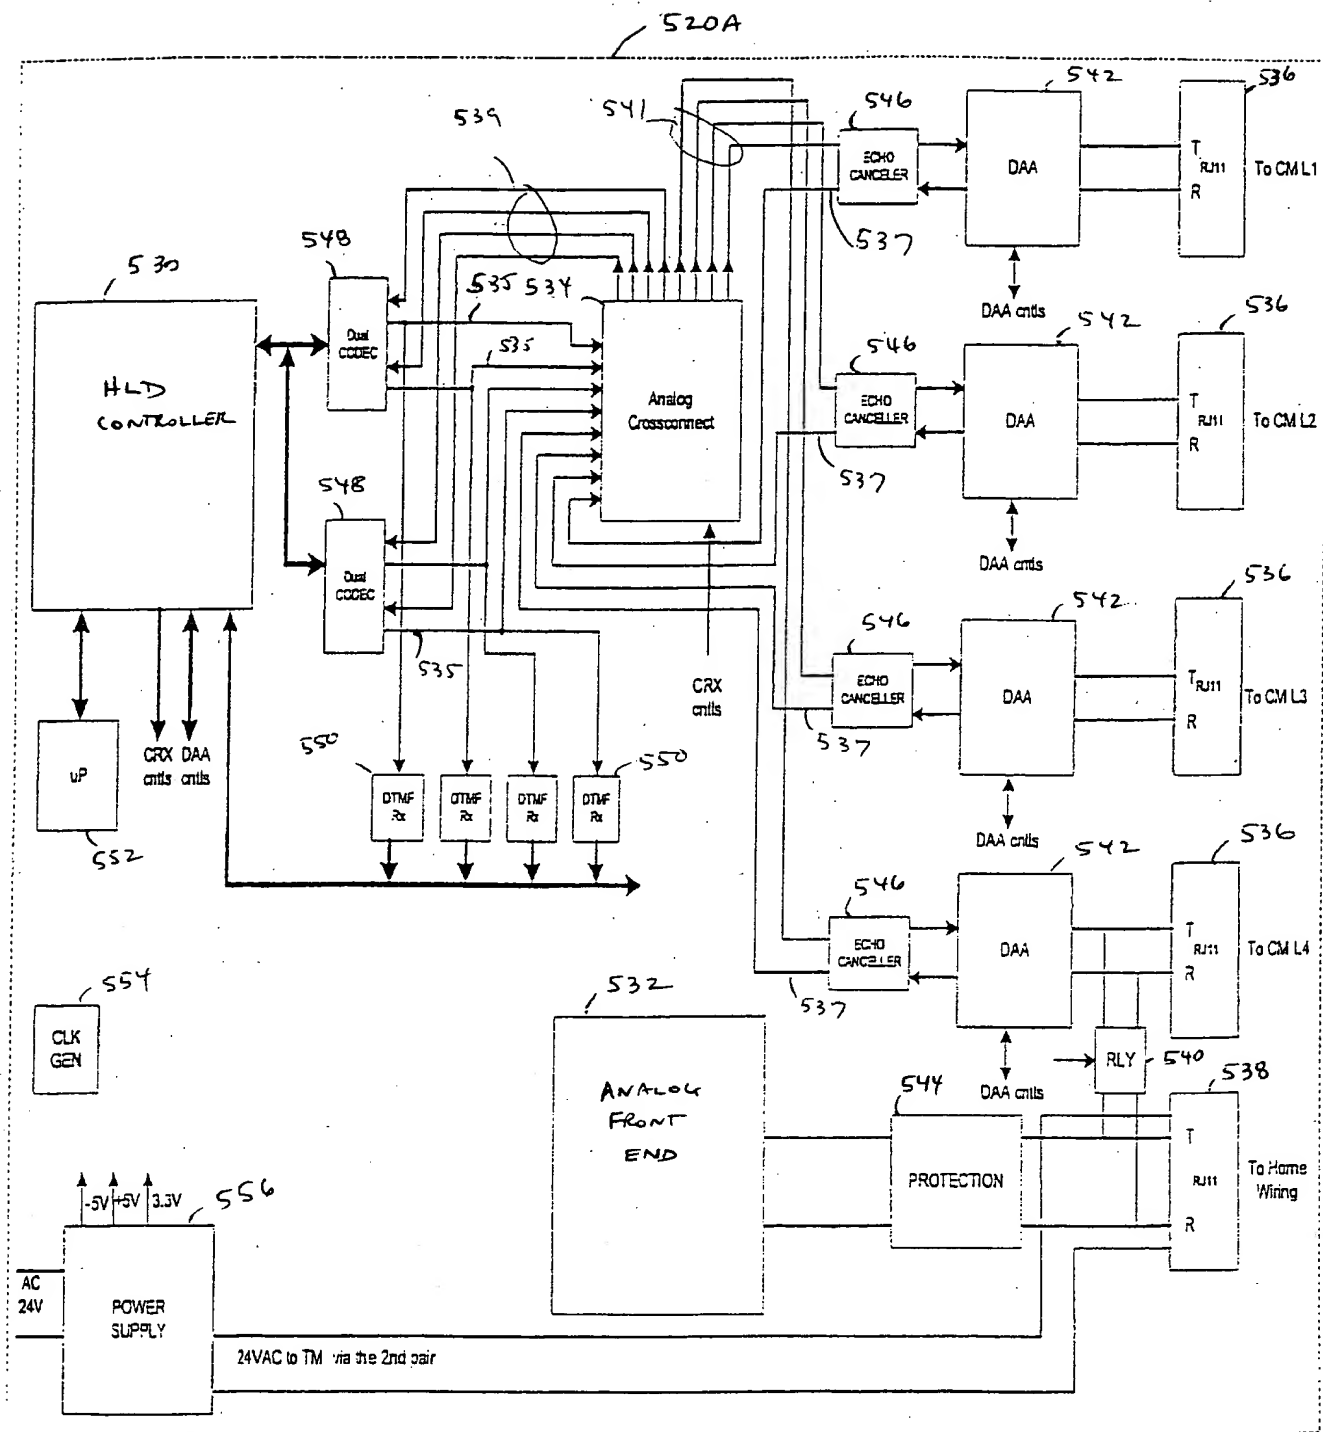 520A
542
536
546
541
539
ECHO
CANCELER
DAA
T
RJ11
R
To CM L1
537
548
530
535
534
DAA cntls
542
536
Dual
CODEC
535
546
HLD
CONTROLLER
Analog
Crossconnect
ECHO
CANCELLER
DAA
T
RJ11
R
To CM L2
537
548
DAA cntls
Dual
CODEC
542
536
546
535
CRX
cntls
ECHO
CANCELLER
DAA
T
RJ11
R
To CM L3
537
CRX
cntls
DAA
cntls
550
550
uP
DTMF
Rx
DTMF
Rx
DTMF
Rx
DTMF
Rx
552
DAA cntls
542
536
546
ECHO
CANCELLER
DAA
T
RJ11
R
To CM L4
537
554
532
CLK
GEN
RLY
540
DAA cntls
538
544
ANALOG
FRONT
END
PROTECTION
T
RJ11
R
To Home
Wiring
-5V
+5V
3.3V
556
AC
24V
POWER
SUPPLY
24VAC to TM via the 2nd pair